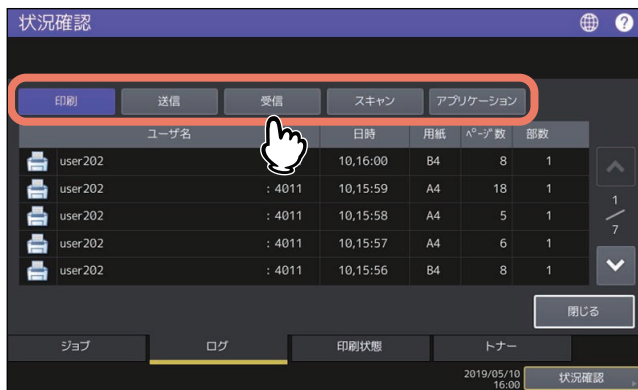 状況確認
印刷 送信 受信 スキャン アプリケーション
ユーザ名 日時 用紙 ページ数 部数
user202 10,16:00 B4 8 1
user202 : 4011 10,15:59 A4 18 1
user202 : 4011 10,15:58 A4 5 1
user202 : 4011 10,15:57 A4 6 1
user202 : 4011 10,15:56 B4 8 1
1
/
7
閉じる
ジョブ ログ 印刷状態 トナー
2019/05/10
16:00
状況確認